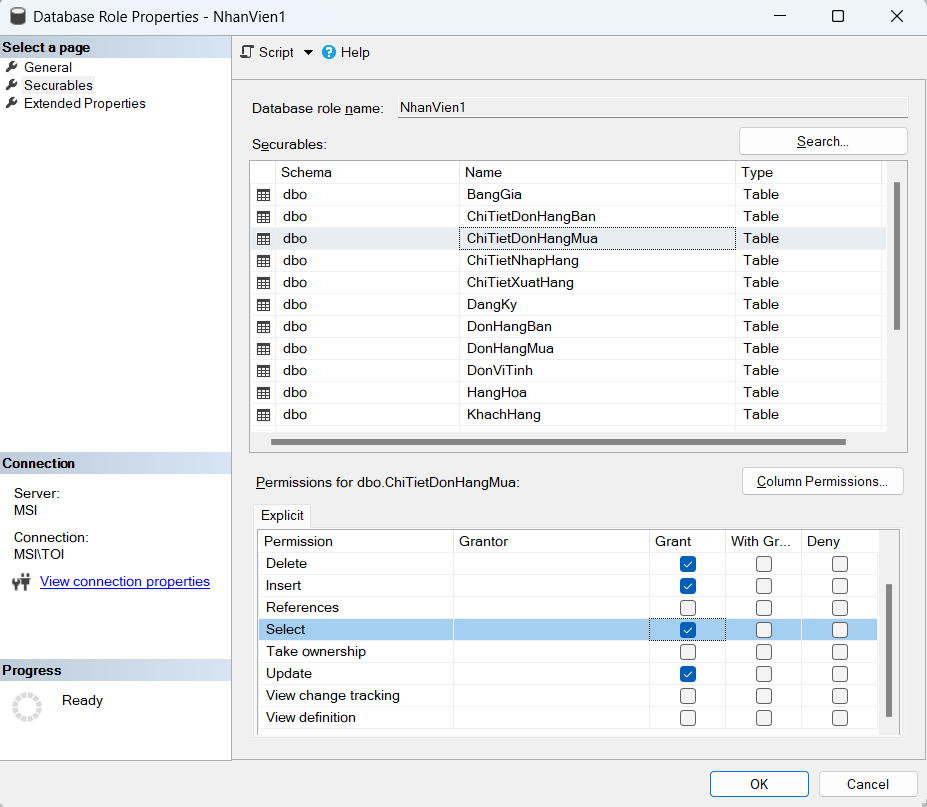 Database Role Properties - NhanVien1
Select a page
General
Securables
Extended Properties
Script
Help
Database role name: NhanVien1
Securables:
Search...
Schema Name Type
dbo BangGia Table
dbo ChiTietDonHangBan Table
dbo ChiTietDonHangMua Table
dbo ChiTietNhapHang Table
dbo ChiTietXuatHang Table
dbo DangKy Table
dbo DonHangBan Table
dbo DonHangMua Table
dbo DonViTinh Table
dbo HangHoa Table
dbo KhachHang Table
Connection
Server:
MSI
Connection:
MSI\TOI
View connection properties
Progress
Ready
Permissions for dbo.ChiTietDonHangMua:
Column Permissions...
Explicit
Permission Grantor Grant With Gr... Deny
Delete
Insert
References
Select
Take ownership
Update
View change tracking
View definition
OK
Cancel